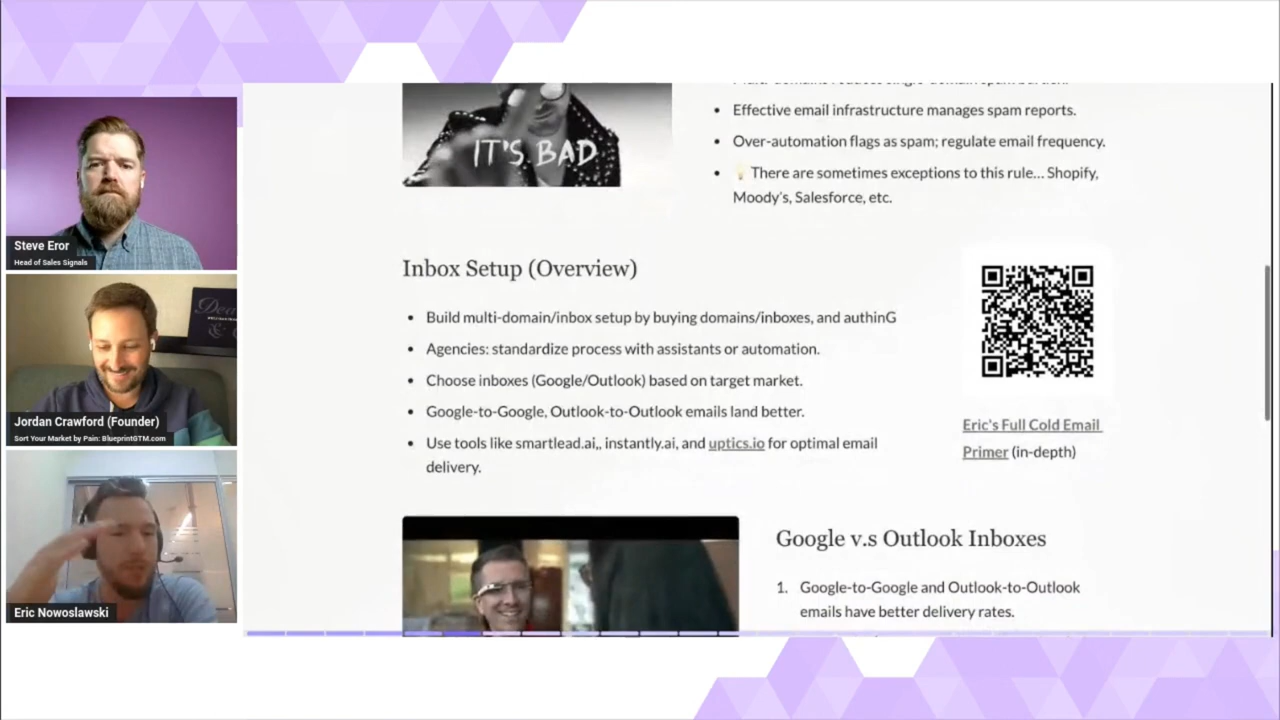 Steve Eror
Head of Sales Signals
Jordan Crawford (Founder)
Sort Your Market by Pain: BlueprintGTM.com
Eric Nowoslawski
IT'S BAD
Effective email infrastructure manages spam reports.
Over-automation flags as spam; regulate email frequency.
💡 There are sometimes exceptions to this rule... Shopify,
Moody's, Salesforce, etc.
Inbox Setup (Overview)
Build multi-domain/inbox setup by buying domains/inboxes, and authinG
Agencies: standardize process with assistants or automation.
Choose inboxes (Google/Outlook) based on target market.
Google-to-Google, Outlook-to-Outlook emails land better.
Use tools like smartlead.ai,, instantly.ai, and uptics.io for optimal email
delivery.
Eric's Full Cold Email
Primer (in-depth)
Google v.s Outlook Inboxes
1. Google-to-Google and Outlook-to-Outlook
emails have better delivery rates.